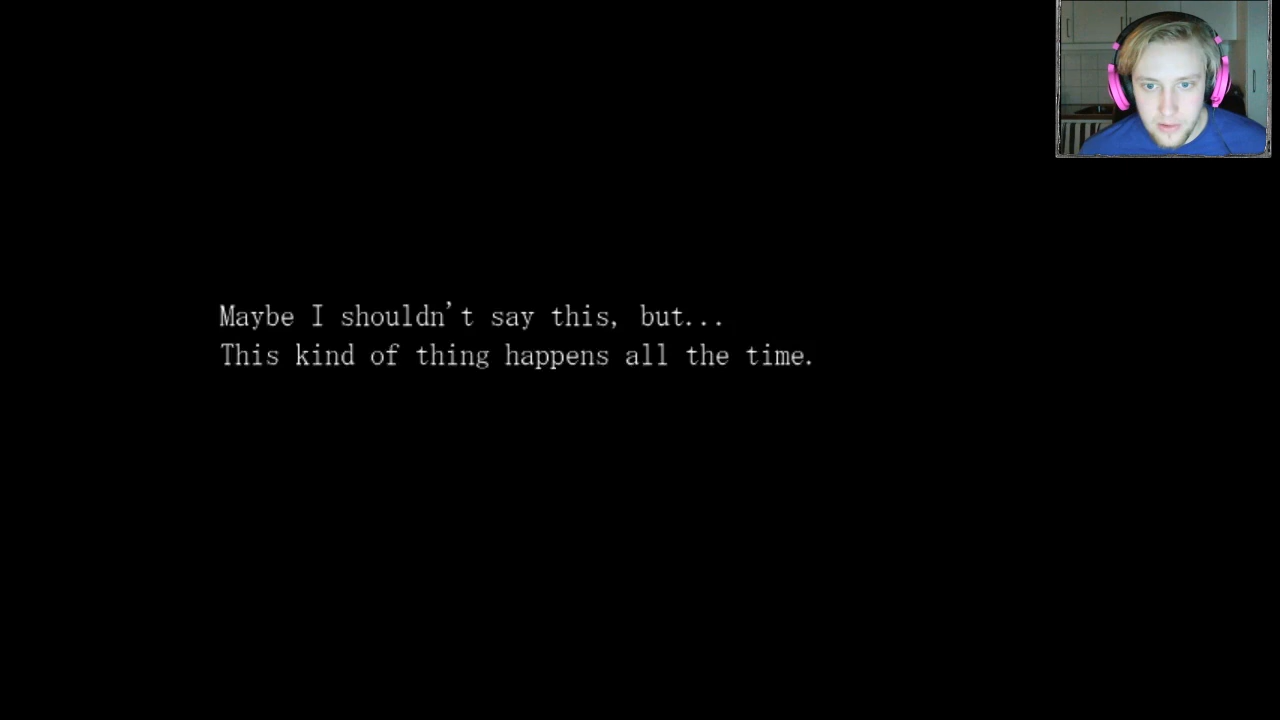 Maybe I shouldn't say this, but...
This kind of thing happens all the time.